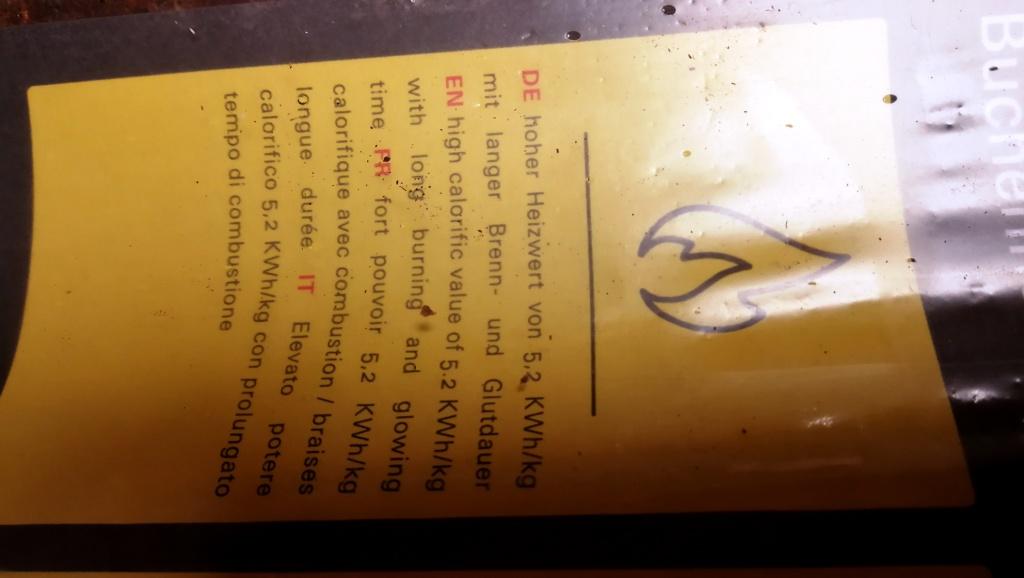 DE hoher Heizwert von 5,2 KWh/kg
mit langer Brenn- und Glutdauer
EN high calorific value of 5.2 KWh/kg
with long burning and glowing
time FR fort pouvoir 5,2 KWh/kg
calorifique avec combustion / braises
longue durée IT Elevato potere
calorifico 5,2 KWh/kg con prolungato
tempo di combustione